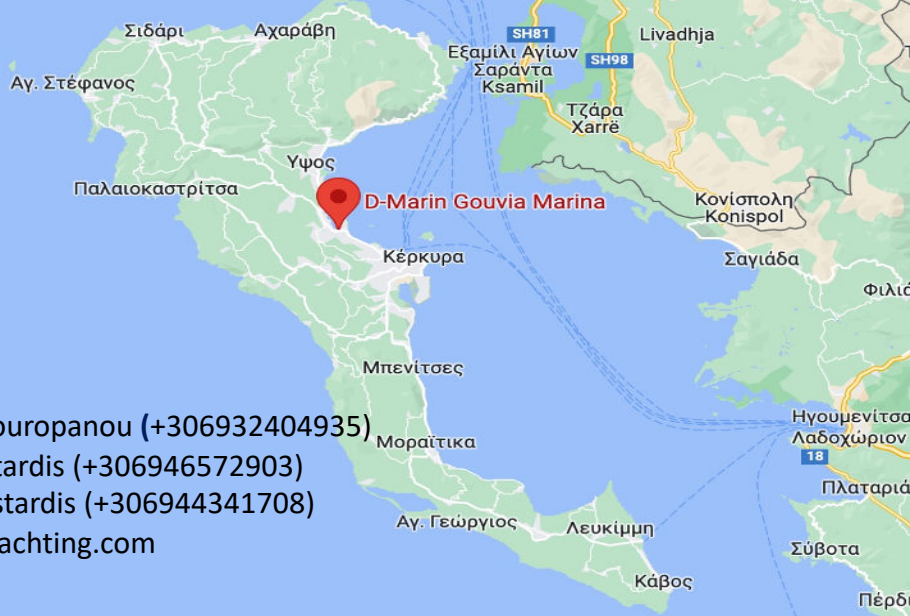 Σιδάρι
Αχαράβη
SH81
Livadhja
Εξαμίλι Αγίων
Σαράντα
Ksamil
SH98
Αγ. Στέφανος
Τζάρα
Xarrë
Υψος
Παλαιοκαστρίτσα
D-Marin Gouvia Marina
Κονίσπολη
Konispol
Κέρκυρα
Σαγιάδα
Φιλιά
Μπενίτσες
ouropanou (+306932404935)
Ηγουμενίτσα
Λαδοχώριον
Μοραΐτικα
18
tardis (+306946572903)
Πλαταριά
stardis (+306944341708)
Αγ. Γεώργιος
Λευκίμμη
achting.com
Σύβοτα
Κάβος
Πέρδι